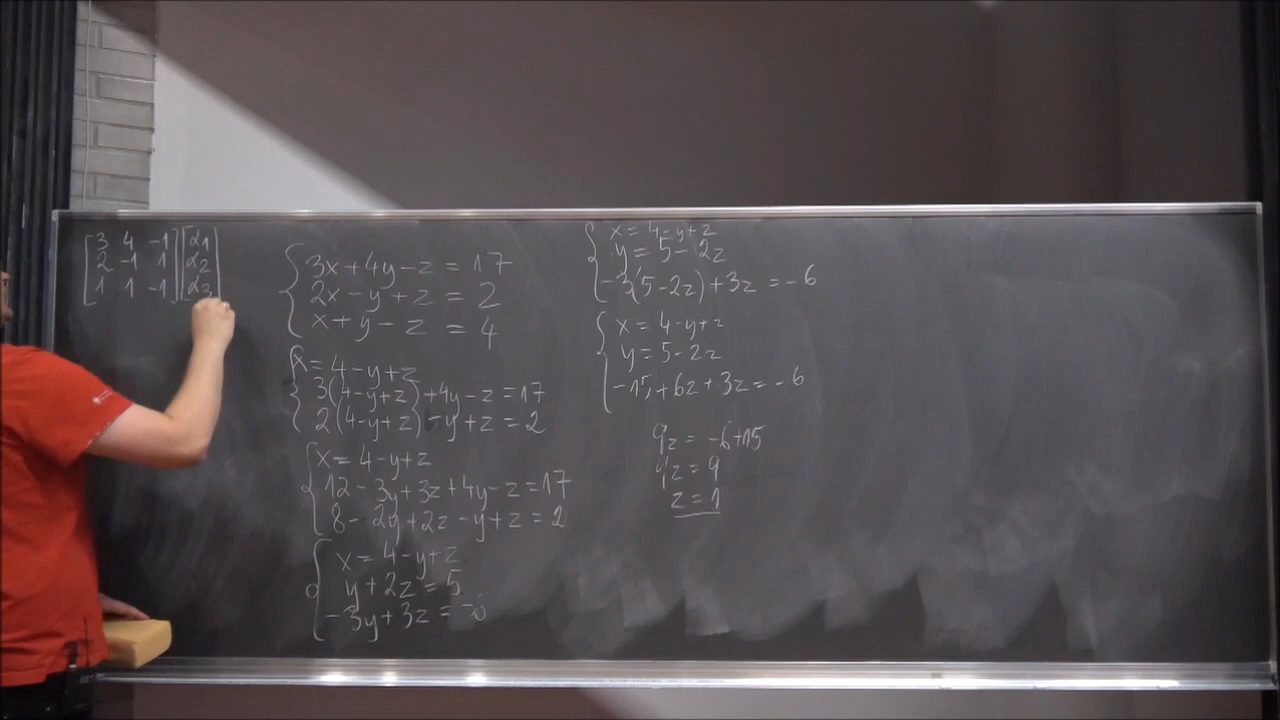 [3 4 -1] [α1]
[2 -1 1] [α2]
[1 1 -1] [α3]
3x+4y-z=17
2x-y+z=2
x+y-z=4
x=4-y+z
3(4-y+z)+4y-z=17
2(4-y+z)-y+z=2
x=4-y+z
12-3y+3z+4y-z=17
8-2y+2z-y+z=2
x=4-y+z
y+2z=5
-3y+3z=-6
x=4-y+z
y=5-2z
-3(5-2z)+3z=-6
x=4-y+z
y=5-2z
-15+6z+3z=-6
9z=-6+15
9z=9
z=1